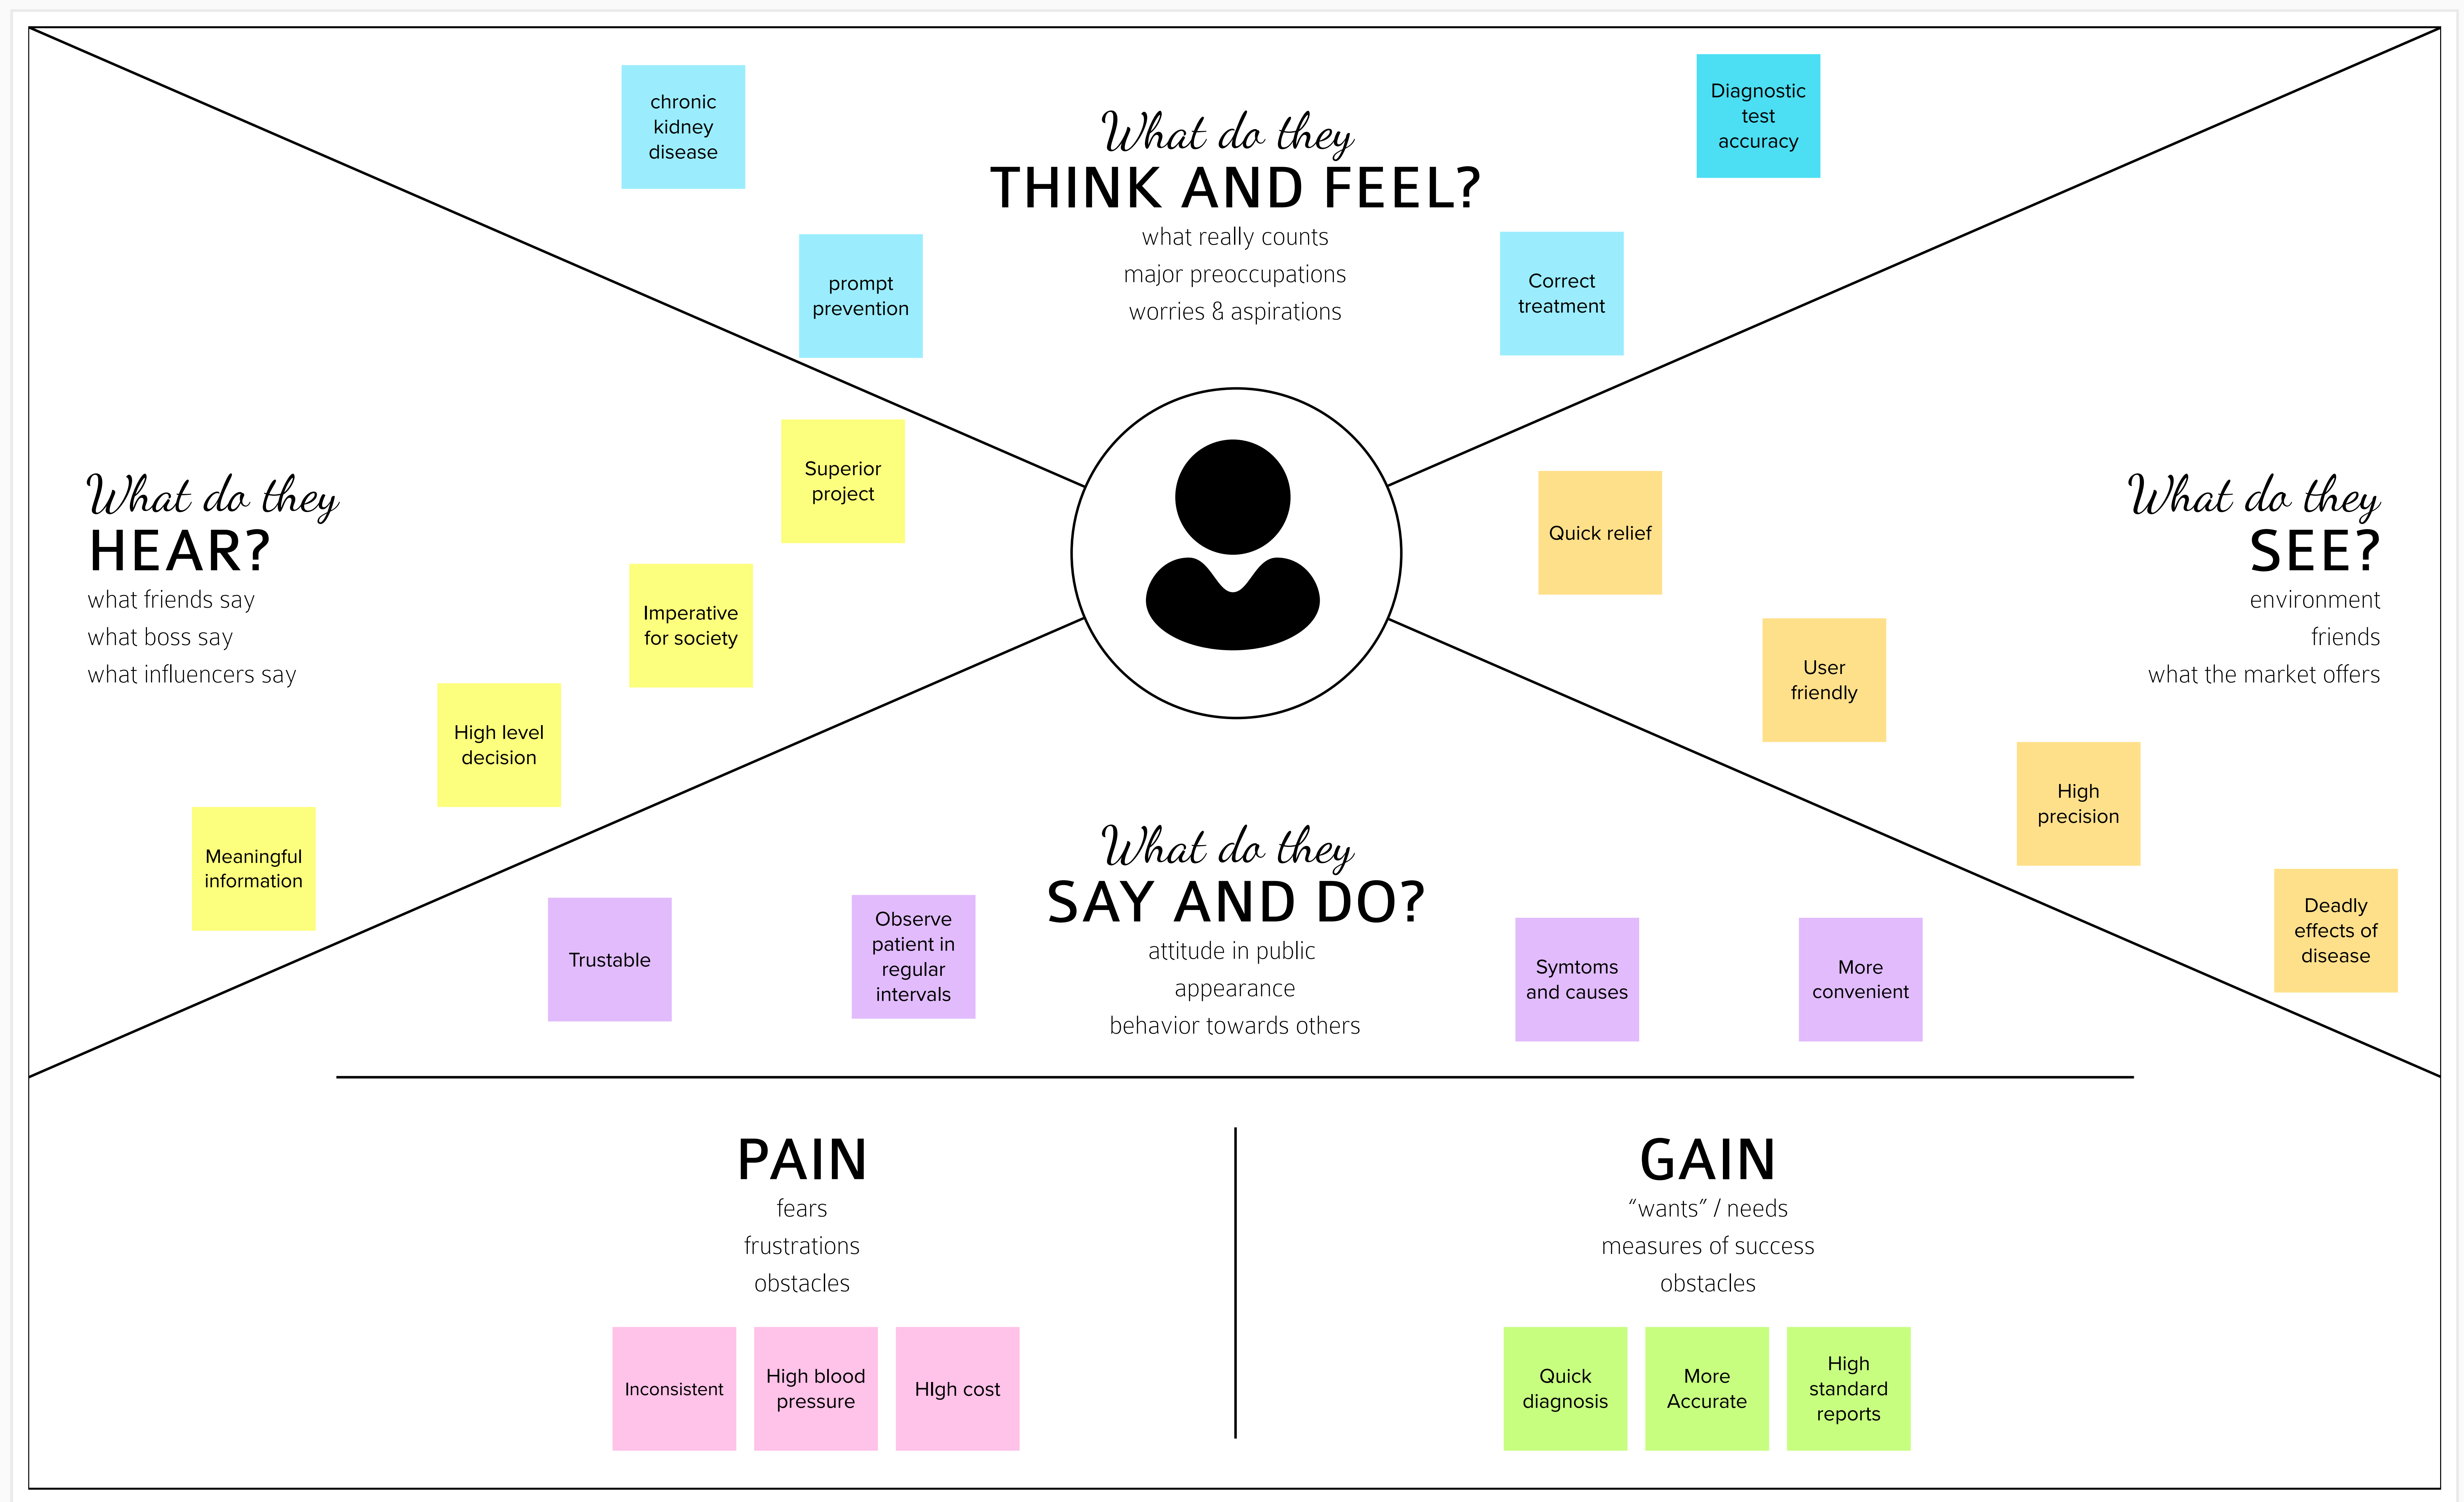 What do they
THINK AND FEEL?
what really counts
major preoccupations
worries & aspirations
chronic
kidney
disease
prompt
prevention
Diagnostic
test
accuracy
Correct
treatment
What do they
HEAR?
what friends say
what boss say
what influencers say
Superior
project
Imperative
for society
High level
decision
Meaningful
information
What do they
SEE?
environment
friends
what the market offers
Quick relief
User
friendly
High
precision
Deadly
effects of
disease
What do they
SAY AND DO?
attitude in public
appearance
behavior towards others
Trustable
Observe
patient in
regular
intervals
Symtoms
and causes
More
convenient
PAIN
fears
frustrations
obstacles
Inconsistent
High blood
pressure
HIgh cost
GAIN
“wants” / needs
measures of success
obstacles
Quick
diagnosis
More
Accurate
High
standard
reports